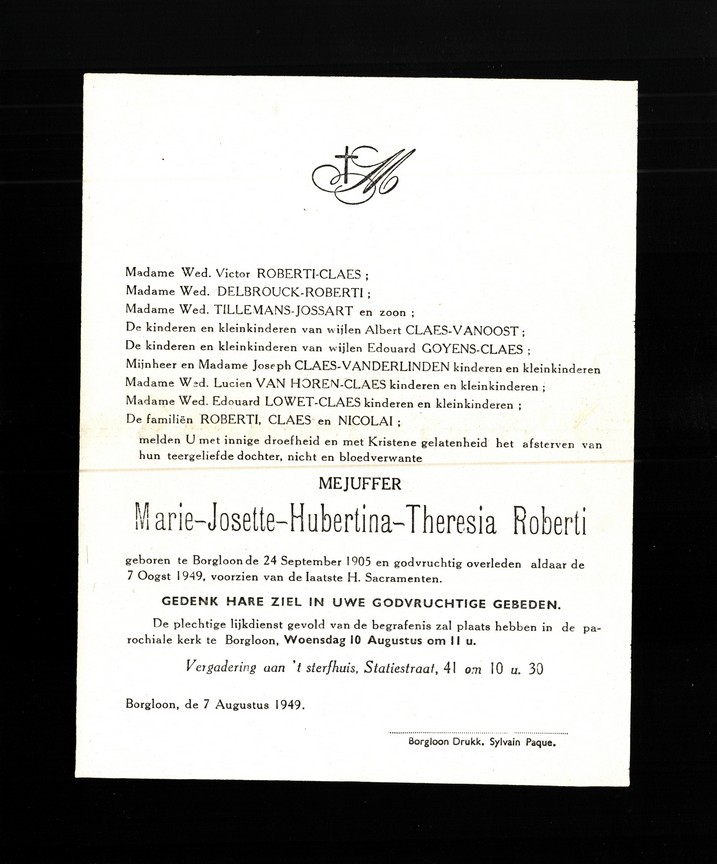 M
Madame Wed. Victor ROBERTI-CLAES ;
Madame Wed. DELBROUCK-ROBERTI ;
Madame Wed. TILLEMANS-JOSSART en zoon ;
De kinderen en kleinkinderen van wijlen Albert CLAES-VANOOST ;
De kinderen en kleinkinderen van wijlen Edouard GOYENS-CLAES ;
Mijnheer en Madame Joseph CLAES-VANDERLINDEN kinderen en kleinkinderen
Madame Wed. Lucien VAN HOREN-CLAES kinderen en kleinkinderen ;
Madame Wed. Edouard LOWET-CLAES kinderen en kleinkinderen ;
De familiën ROBERTI, CLAES en NICOLAI ;
melden U met innige droefheid en met Kristene gelatenheid het afsterven van
hun teergeliefde dochter, nicht en bloedverwante
MEJUFFER
Marie-Josette-Hubertina-Theresia Roberti
geboren te Borgloon de 24 September 1905 en godvruchtig overleden aldaar de
7 Oogst 1949, voorzien van de laatste H. Sacramenten.
GEDENK HARE ZIEL IN UWE GODVRUCHTIGE GEBEDEN.
De plechtige lijkdienst gevold van de begrafenis zal plaats hebben in de pa-
rochiale kerk te Borgloon, Woensdag 10 Augustus om 11 u.
Vergadering aan 't sterfhuis, Statiestraat, 41 om 10 u. 30
Borgloon, de 7 Augustus 1949.
Borgloon Drukk. Sylvain Paque.